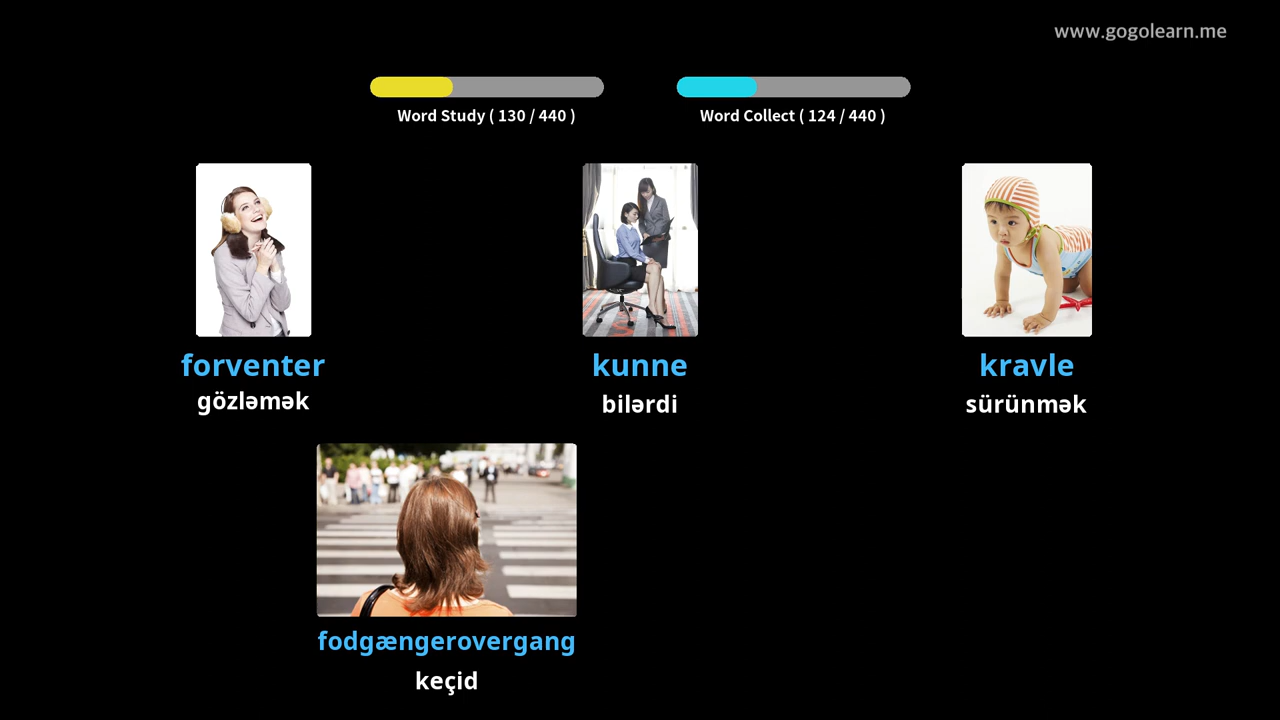 www.gogolearn.me
Word Study ( 130 / 440 )
Word Collect ( 124 / 440 )
forventer
gözləmək
kunne
bilərdi
kravle
sürünmək
fodgængerovergang
keçid